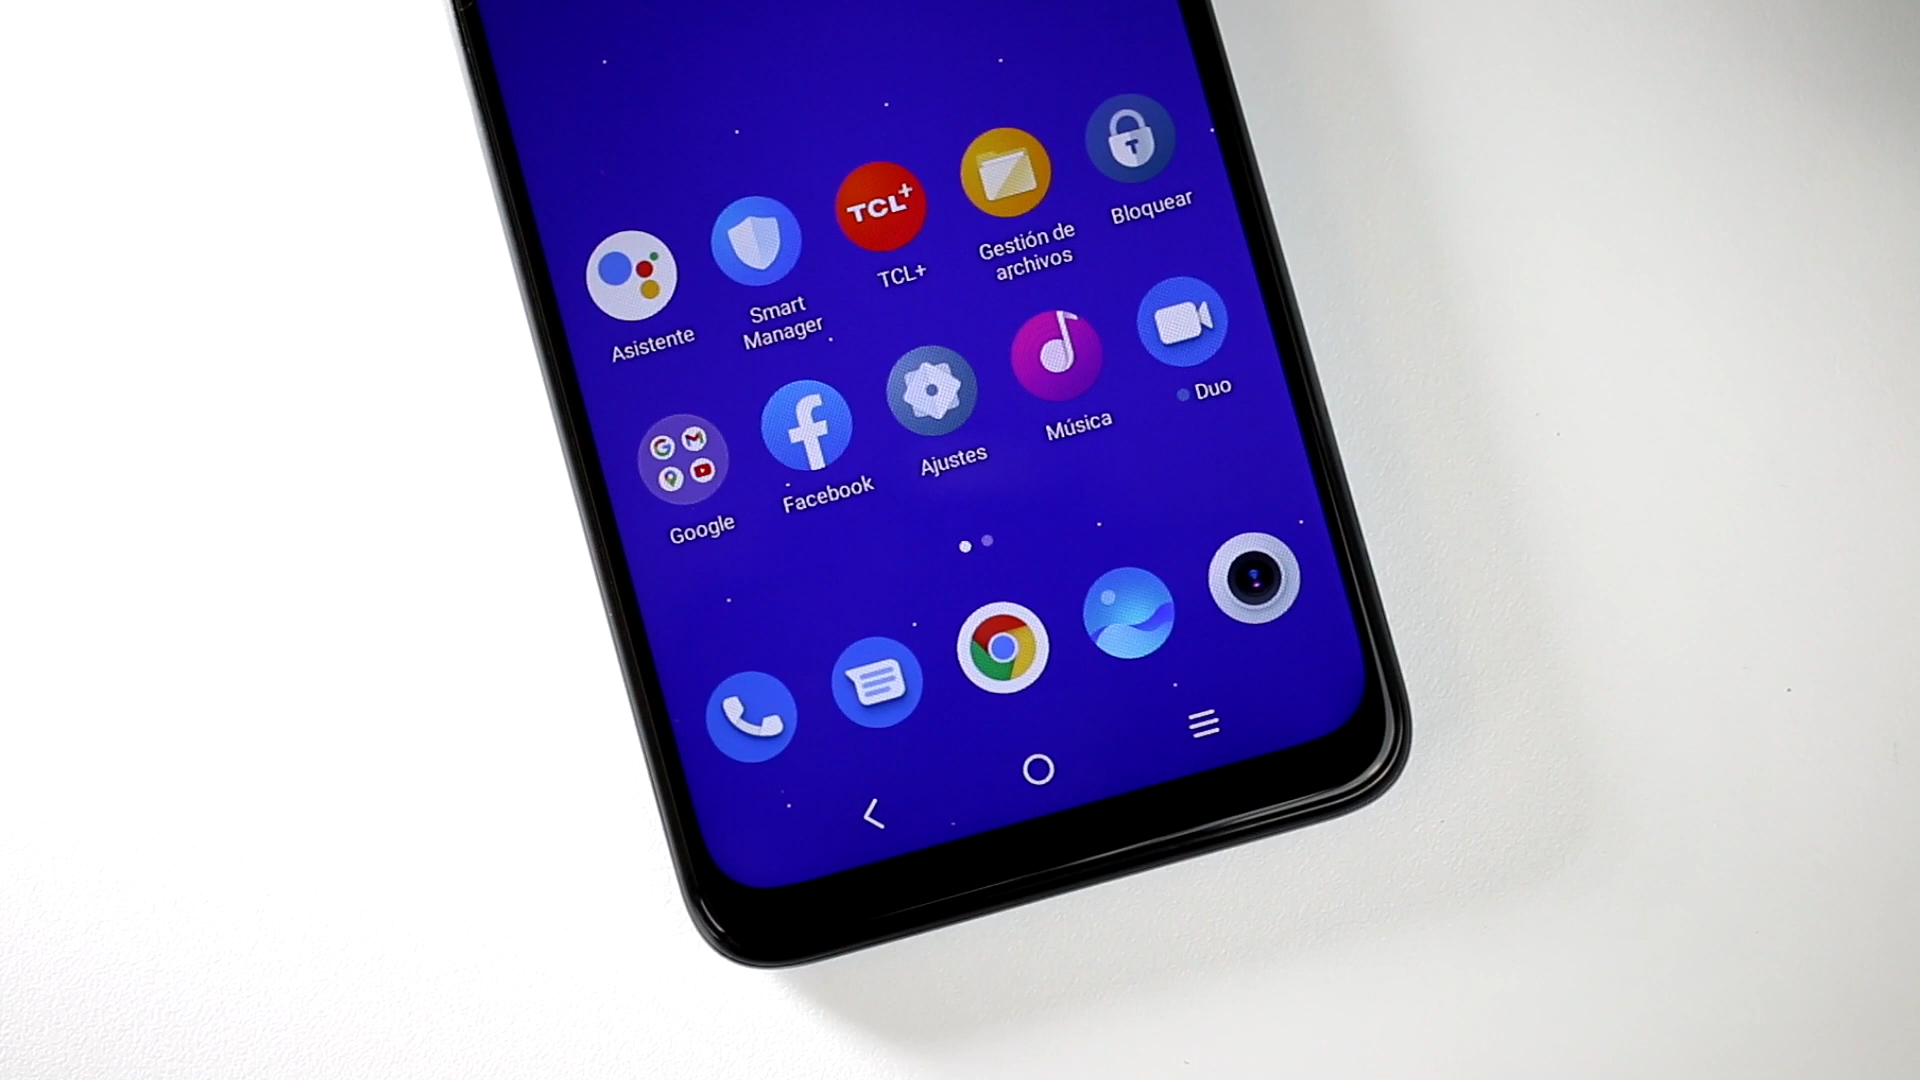 TCL+
T
Asistente
Smart
Manager
TCL+
Gestión de
archivos
Bloquear
Google
Facebook
Ajustes
Música
Duo